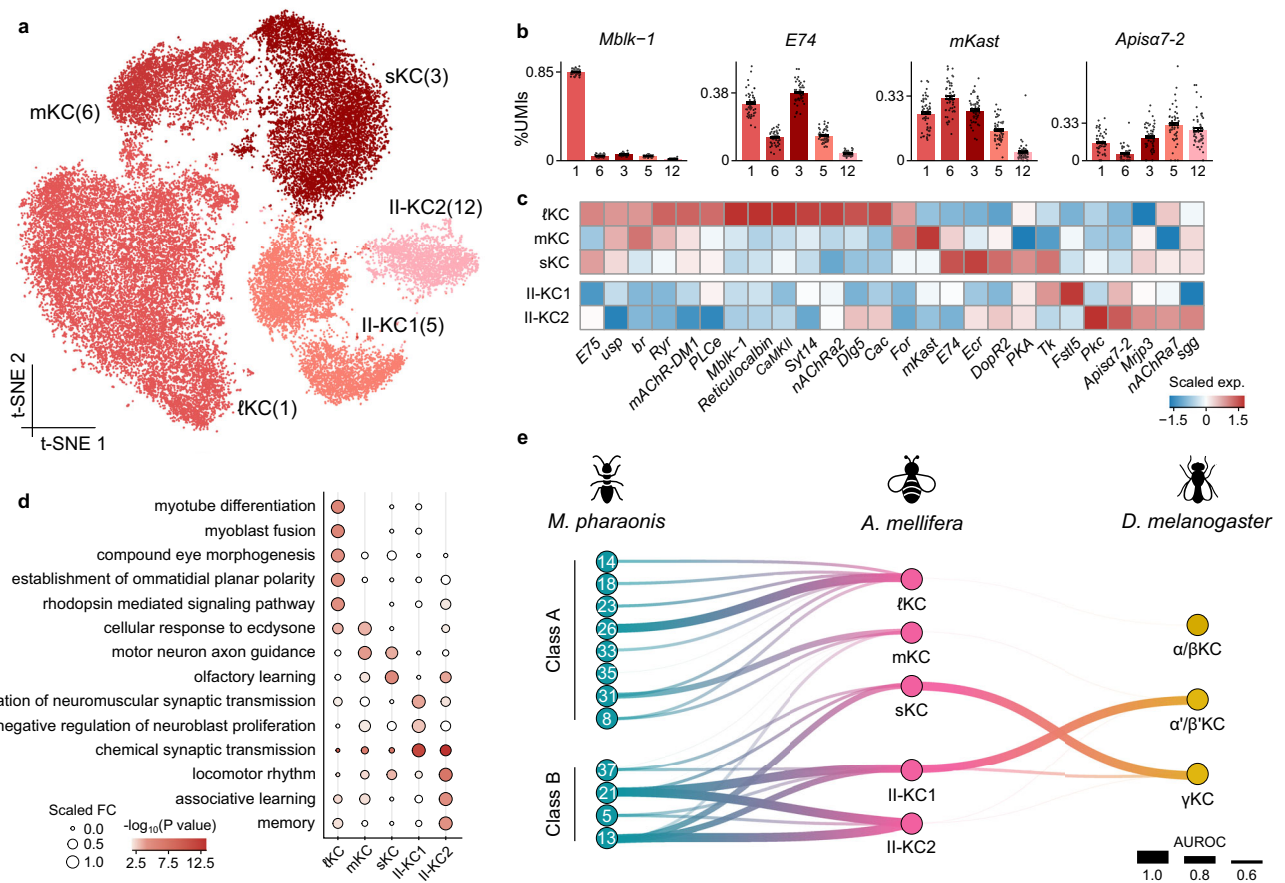 a
sKC(3)
mKC(6)
II-KC2(12)
II-KC1(5)
ℓKC(1)
t-SNE 2
t-SNE 1
b
Mblk−1
E74
mKast
Apisα7-2
%UMIs
0.85
0
1 6 3 5 12
0.38
0
1 6 3 5 12
0.33
0
1 6 3 5 12
0.33
0
1 6 3 5 12
c
ℓKC
mKC
sKC
II-KC1
II-KC2
E75
usp
br
Ryr
mAChR-DM1
PLCe
Mblk−1
Reticulocalbin
CaMKII
Syt14
nAChRa2
Dlg5
Cac
For
mKast
E74
Ecr
DopR2
PKA
Tk
Fstl5
Pkc
Apisα7-2
Mrjp3
nAChRa7
sgg
Scaled exp.
−1.5 0 1.5
d
myotube differentiation
myoblast fusion
compound eye morphogenesis
establishment of ommatidial planar polarity
rhodopsin mediated signaling pathway
cellular response to ecdysone
motor neuron axon guidance
olfactory learning
ation of neuromuscular synaptic transmission
negative regulation of neuroblast proliferation
chemical synaptic transmission
locomotor rhythm
associative learning
memory
Scaled FC
0.0
0.5
1.0
-log10(P value)
2.5 7.5 12.5
ℓKC
mKC
sKC
II-KC1
II-KC2
e
M. pharaonis
A. mellifera
D. melanogaster
Class A
14
18
23
26
33
35
31
8
Class B
37
21
5
13
ℓKC
mKC
sKC
II-KC1
II-KC2
α/βKC
α'/β'KC
γKC
AUROC
1.0 0.8 0.6